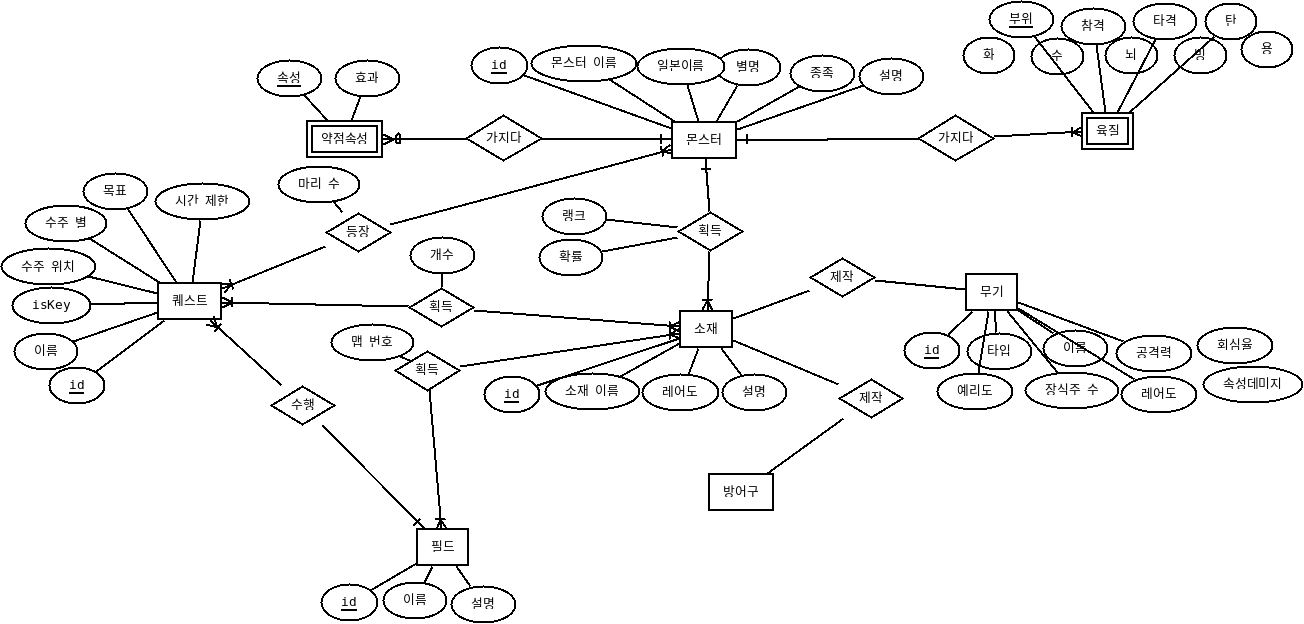 부위
참격
타격
탄
화
수
뇌
빙
용
id
몬스터 이름
일본이름
별명
종족
설명
속성
효과
약점속성
가지다
몬스터
가지다
육질
마리 수
목표
시간 제한
수주 별
등장
랭크
획득
확률
개수
수주 위치
isKey
퀘스트
획득
제작
무기
소재
이름
id
맵 번호
획득
id
소재 이름
레어도
설명
id
타입
이름
공격력
회심율
예리도
장식주 수
레어도
속성데미지
수행
제작
방어구
필드
id
이름
설명